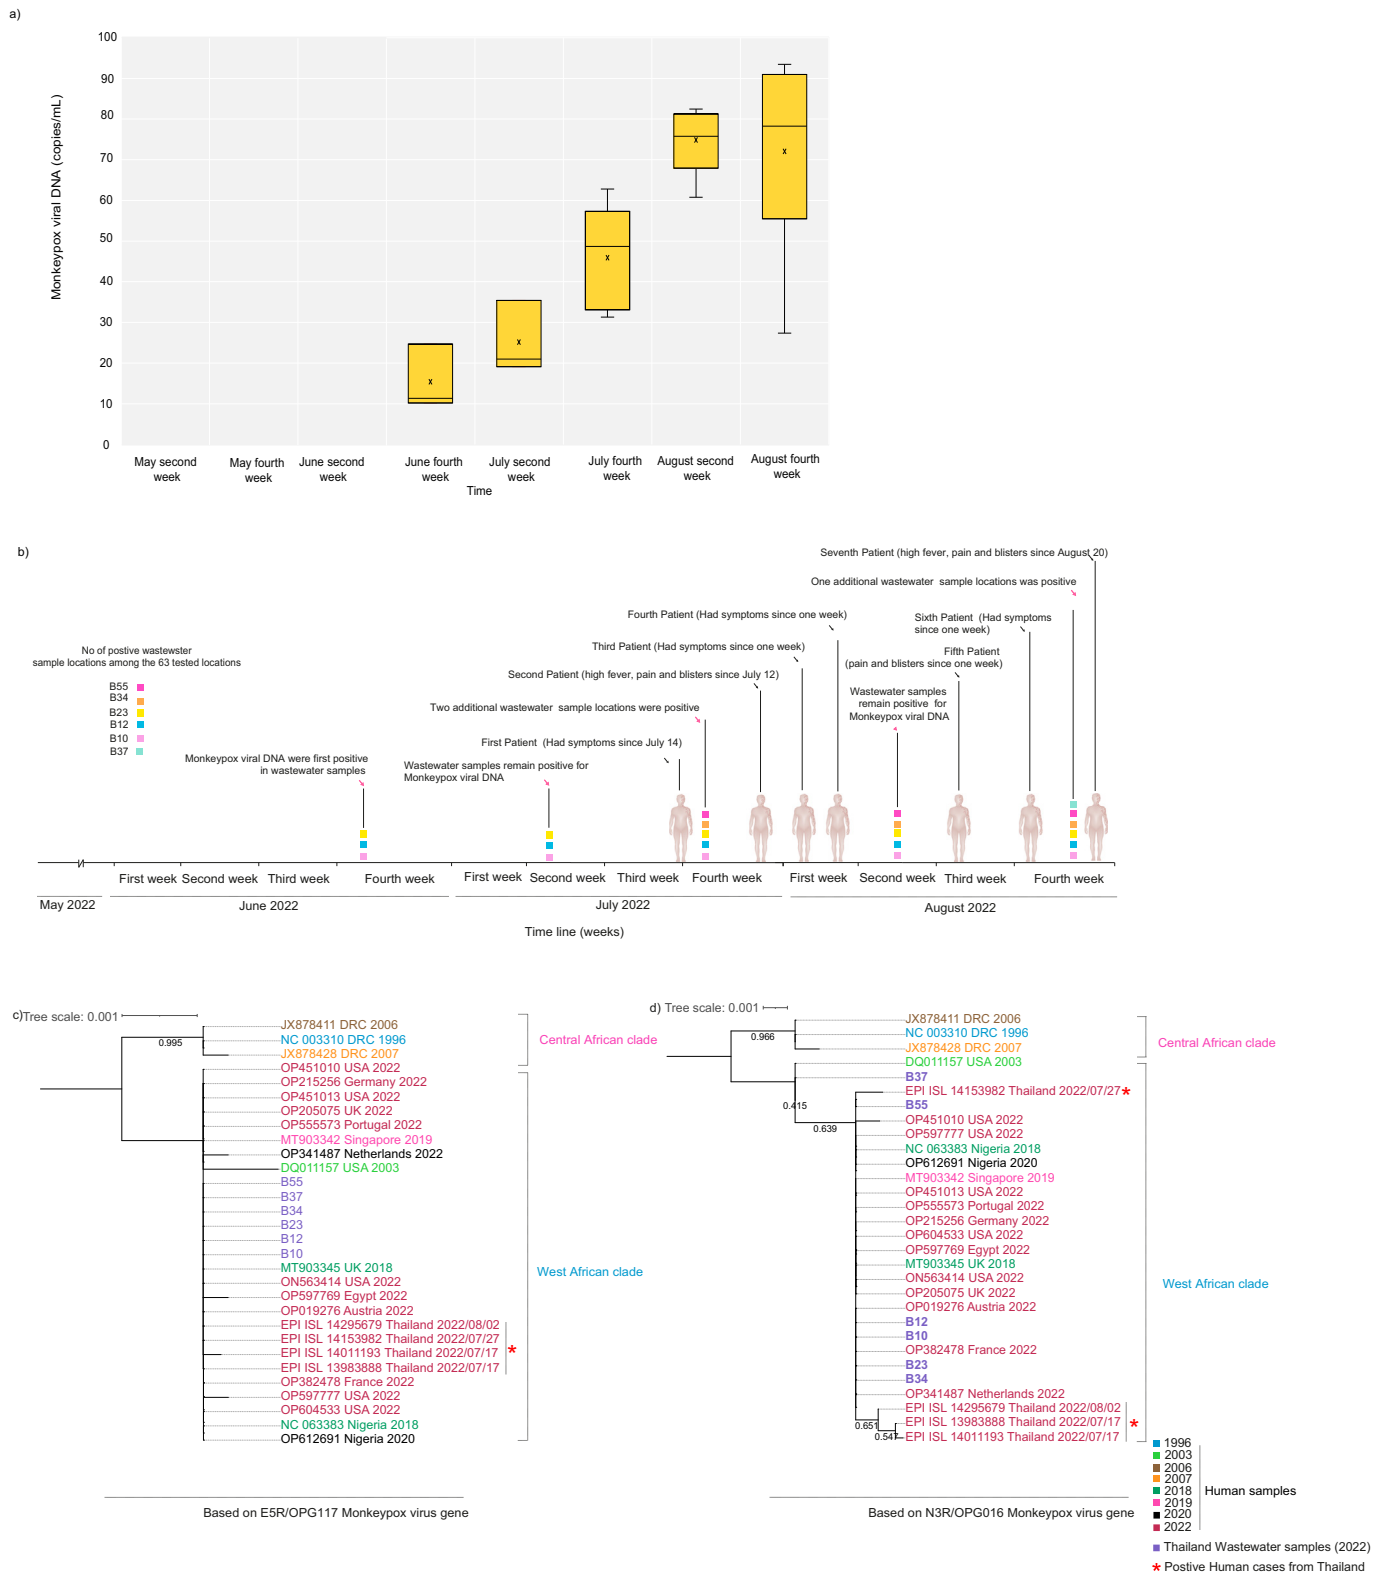 a)
Monkeypox viral DNA (copies/mL)
100
90
80
70
60
50
40
30
20
10
0
May second
week
May fourth
week
June second
week
June fourth
week
July second
week
July fourth
week
August second
week
August fourth
week
Time
b)
No of postive wastewster
sample locations among the 63 tested locations
B55
B34
B23
B12
B10
B37
Monkeypox viral DNA were first positive
in wastewater samples
Wastewater samples remain positive for
Monkeypox viral DNA
First Patient (Had symptoms since July 14)
Two additional wastewater sample locations were positive
Second Patient (high fever, pain and blisters since July 12)
Third Patient (Had symptoms since one week)
Fourth Patient (Had symptoms since one week)
Wastewater samples
remain positive for
Monkeypox viral DNA
Fifth Patient
(pain and blisters since one week)
Sixth Patient (Had symptoms
since one week)
One additional wastewater sample locations was positive
Seventh Patient (high fever, pain and blisters since August 20)
First week Second week Third week Fourth week First week Second week Third week Fourth week First week Second week Third week Fourth week
May 2022 June 2022 July 2022 August 2022
Time line (weeks)
c)
Tree scale: 0.001
0.995
JX878411 DRC 2006
NC 003310 DRC 1996
JX878428 DRC 2007
OP451010 USA 2022
OP215256 Germany 2022
OP451013 USA 2022
OP205075 UK 2022
OP555573 Portugal 2022
MT903342 Singapore 2019
OP341487 Netherlands 2022
DQ011157 USA 2003
B55
B37
B34
B23
B12
B10
MT903345 UK 2018
ON563414 USA 2022
OP597769 Egypt 2022
OP019276 Austria 2022
EPI ISL 14295679 Thailand 2022/08/02
EPI ISL 14153982 Thailand 2022/07/27
EPI ISL 14011193 Thailand 2022/07/17
EPI ISL 13983888 Thailand 2022/07/17
*
OP382478 France 2022
OP597777 USA 2022
OP604533 USA 2022
NC 063383 Nigeria 2018
OP612691 Nigeria 2020
Central African clade
West African clade
Based on E5R/OPG117 Monkeypox virus gene
d)
Tree scale: 0.001
0.966
0.415
0.639
0.651
0.547
JX878411 DRC 2006
NC 003310 DRC 1996
JX878428 DRC 2007
DQ011157 USA 2003
B37
EPI ISL 14153982 Thailand 2022/07/27 *
B55
OP451010 USA 2022
OP597777 USA 2022
NC 063383 Nigeria 2018
OP612691 Nigeria 2020
MT903342 Singapore 2019
OP451013 USA 2022
OP555573 Portugal 2022
OP215256 Germany 2022
OP604533 USA 2022
OP597769 Egypt 2022
MT903345 UK 2018
ON563414 USA 2022
OP205075 UK 2022
OP019276 Austria 2022
B12
B10
OP382478 France 2022
B23
B34
OP341487 Netherlands 2022
EPI ISL 14295679 Thailand 2022/08/02
EPI ISL 13983888 Thailand 2022/07/17
EPI ISL 14011193 Thailand 2022/07/17
*
Central African clade
West African clade
Based on N3R/OPG016 Monkeypox virus gene
1996
2003
2006
2007
2018
2019
2020
2022
Human samples
Thailand Wastewater samples (2022)
* Postive Human cases from Thailand